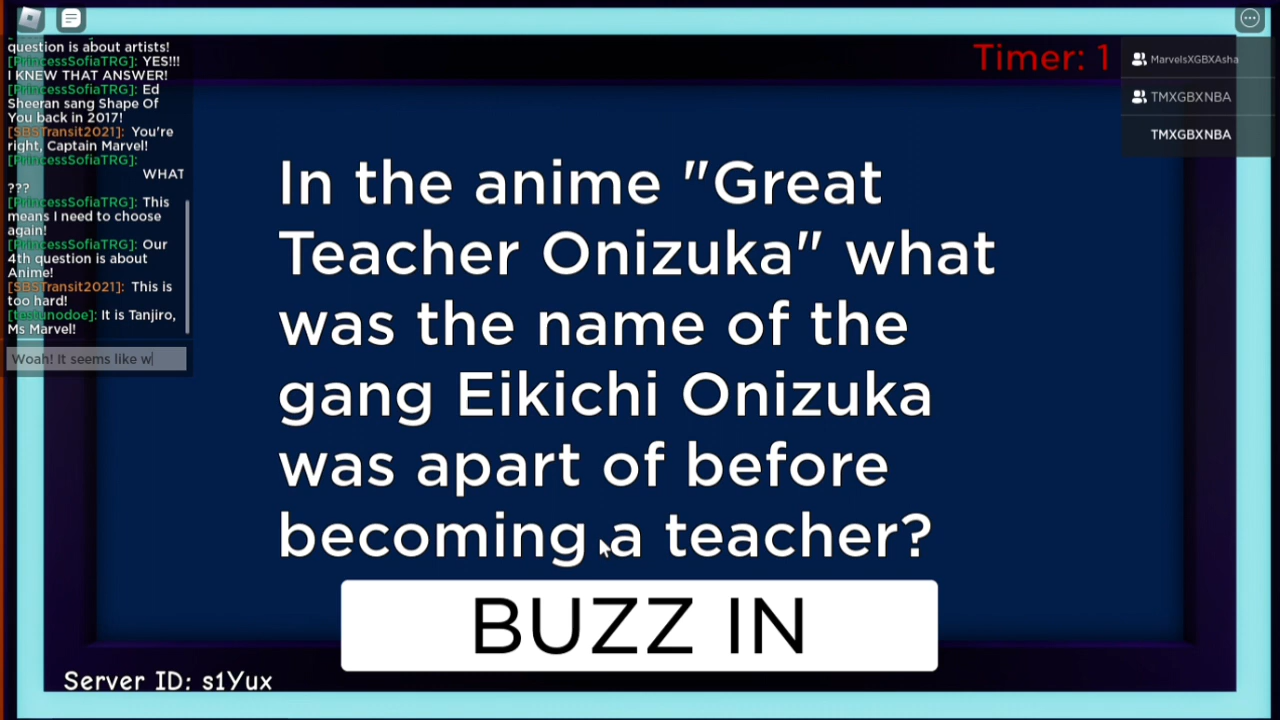 question is about artists!
[PrincessSofiaTRG]: YES!!!
I KNEW THAT ANSWER!
[PrincessSofiaTRG]: Ed
Sheeran sang Shape Of
You back in 2017!
[SBSTransit2021]: You're
right, Captain Marvel!
[PrincessSofiaTRG]:
WHAT
???
[PrincessSofiaTRG]: This
means I need to choose
again!
[PrincessSofiaTRG]: Our
4th question is about
Anime!
[SBSTransit2021]: This is
too hard!
[testunodoe]: It is Tanjiro,
Ms Marvel!
Woah! It seems like w
Timer: 1
MarvelsXGBXAsha
TMXGBXNBA
TMXGBXNBA
In the anime "Great
Teacher Onizuka" what
was the name of the
gang Eikichi Onizuka
was apart of before
becoming a teacher?
BUZZ IN
Server ID: s1Yux